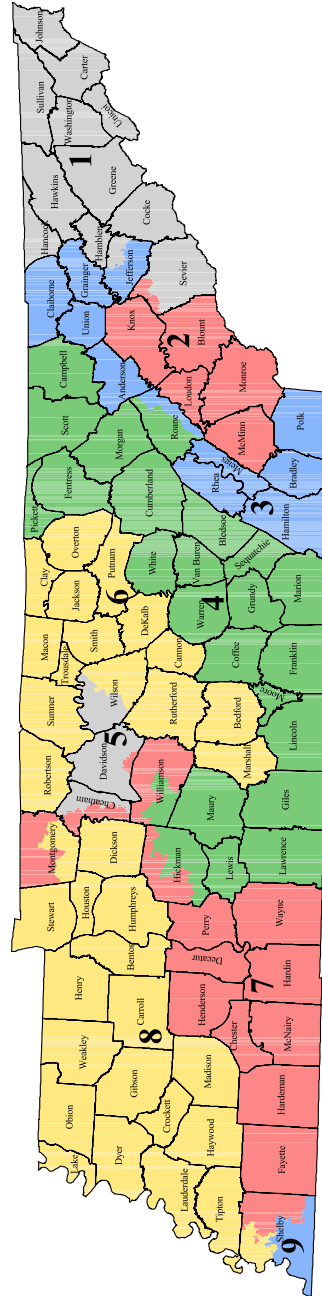 Johnson
Carter
Sullivan
Unicoi
Washington
1
Greene
Hawkins
Hancock
Hamblen
Cocke
Jefferson
Sevier
Grainger
Claiborne
Union
Knox
2
Blount
Anderson
Campbell
Loudon
Monroe
Scott
Roane
Morgan
McMinn
Polk
Fentress
Cumberland
Meigs
Rhea
Bradley
3
Hamilton
Pickett
Bledsoe
Sequatchie
Overton
Putnam
White
Van Buren
Clay
Jackson
6
DeKalb
Warren
4
Grundy
Marion
Macon
Smith
Trousdale
Cannon
Coffee
Franklin
Sumner
Wilson
Rutherford
Bedford
Moore
5
Davidson
Marshall
Lincoln
Robertson
Cheatham
Williamson
Maury
Giles
Montgomery
Dickson
Hickman
Lewis
Lawrence
Stewart
Houston
Humphreys
Perry
Wayne
Benton
Decatur
Henry
Carroll
8
Henderson
7
Hardin
Chester
McNairy
Weakley
Gibson
Madison
Hardeman
Obion
Crockett
Haywood
Fayette
Lake
Dyer
Lauderdale
Tipton
Shelby
9